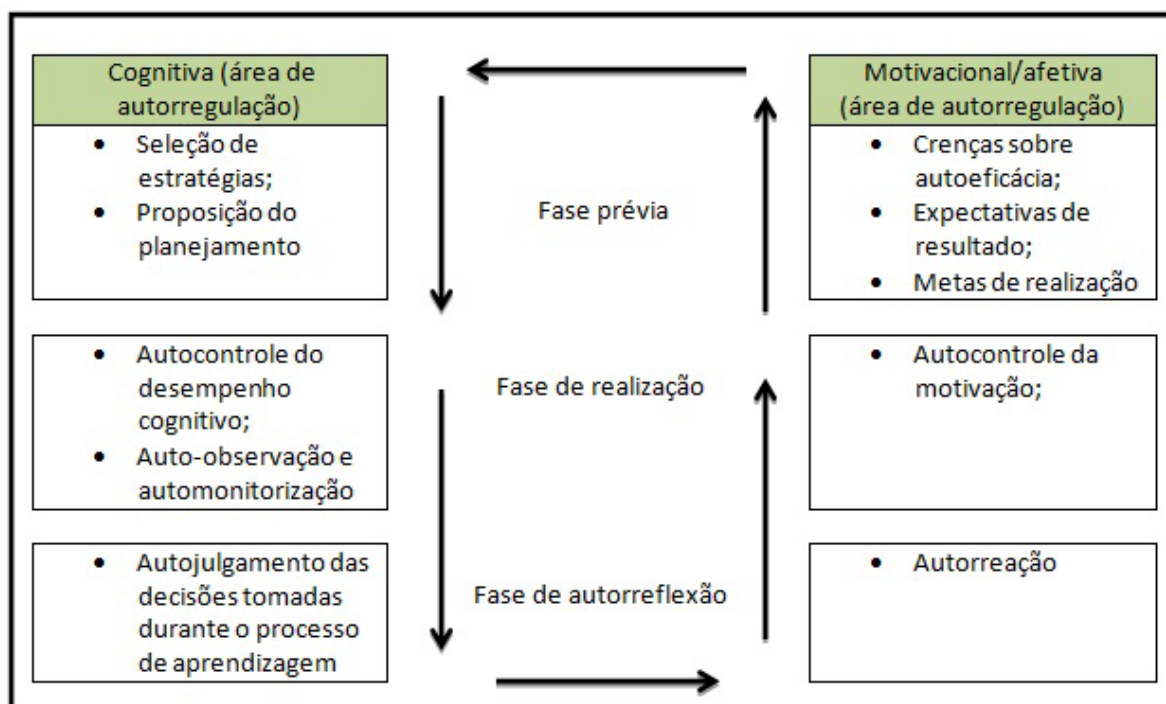 Cognitiva (área de
autorregulação)
• Seleção de
estratégias;
• Proposição do
planejamento
Fase prévia
Motivacional/afetiva
(área de autorregulação)
• Crenças sobre
autoeficácia;
• Expectativas de
resultado;
• Metas de realização
• Autocontrole do
desempenho
cognitivo;
• Auto-observação e
automonitorização
Fase de realização
• Autocontrole da
motivação;
• Autojulgamento das
decisões tomadas
durante o processo
de aprendizagem
Fase de autorreflexão
• Autorreação